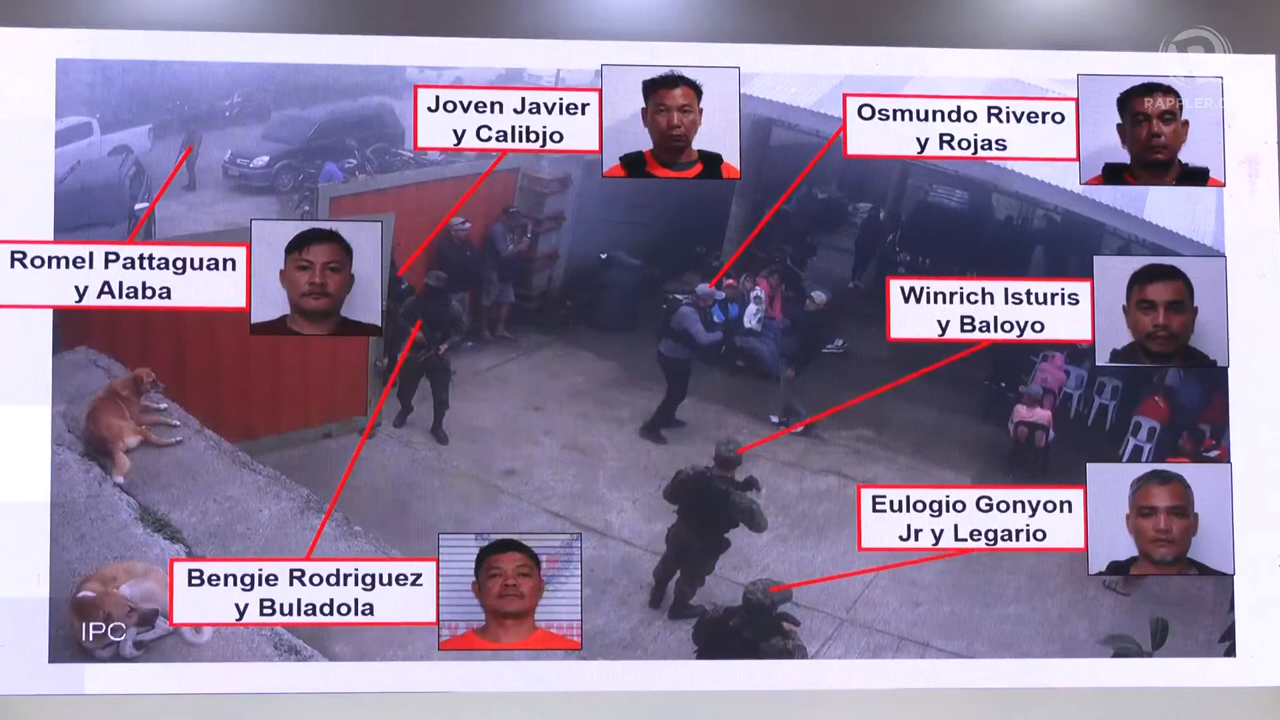 RAPPLER.C
Joven Javier
y Calibjo
Osmundo Rivero
y Rojas
Romel Pattaguan
y Alaba
Winrich Isturis
y Baloyo
Eulogio Gonyon
Jr y Legario
Bengie Rodriguez
y Buladola
IPC